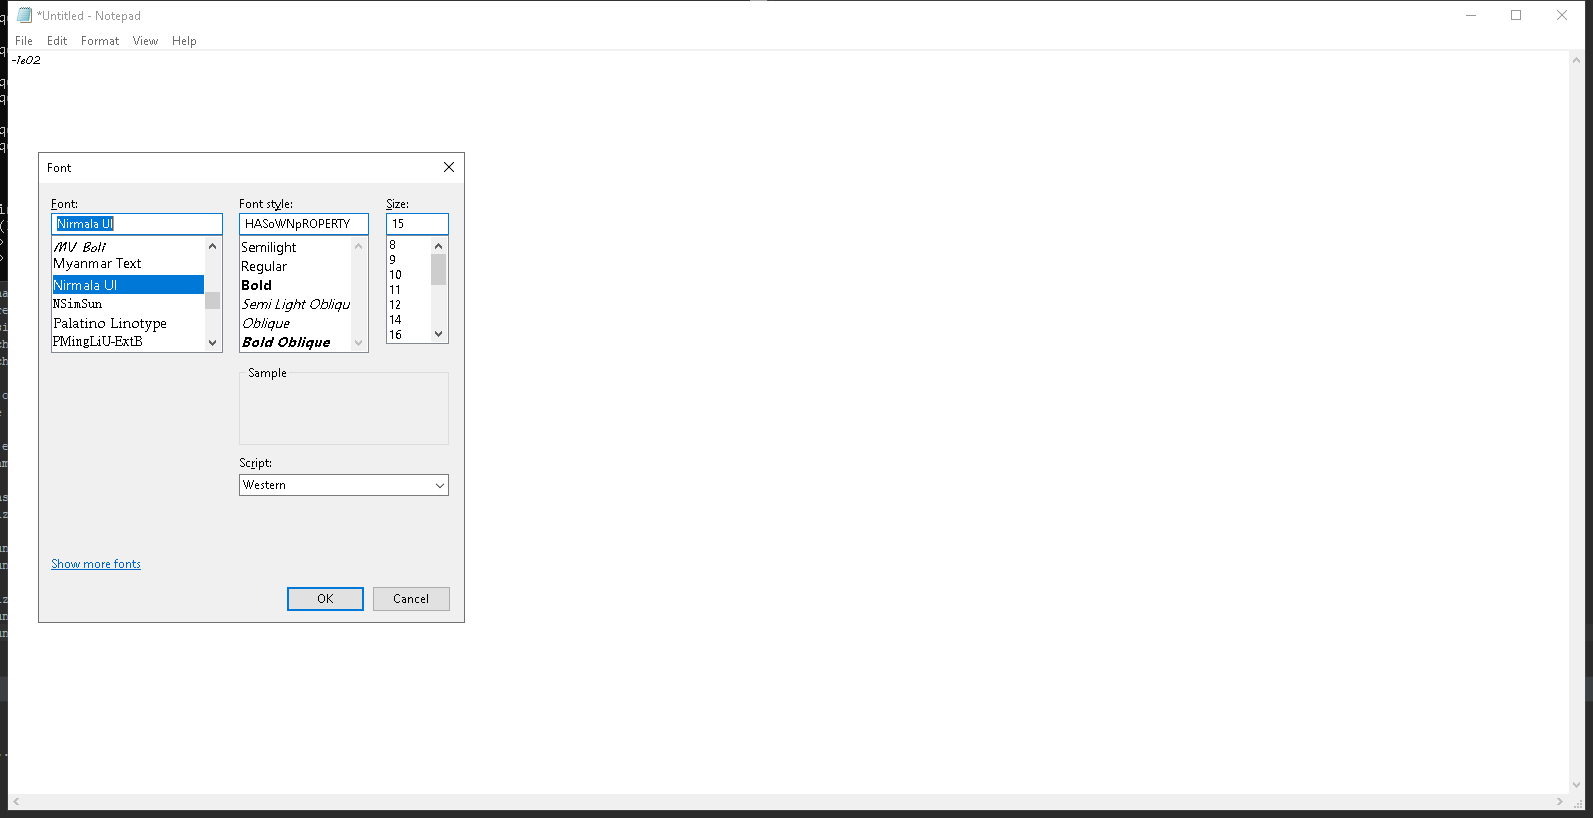 *Untitled - Notepad
File Edit Format View Help
-1e02
Font
Font: Font style: Size:
Nirmala UI HASoWNpROPERTY 15
MV Boli
Myanmar Text
Nirmala UI
NSimSun
Palatino Linotype
PMingLiU-ExtB
Semilight
Regular
Bold
Semi Light Obliqu
Oblique
Bold Oblique
8
9
10
11
12
14
16
Sample
Script:
Western
Show more fonts
OK Cancel